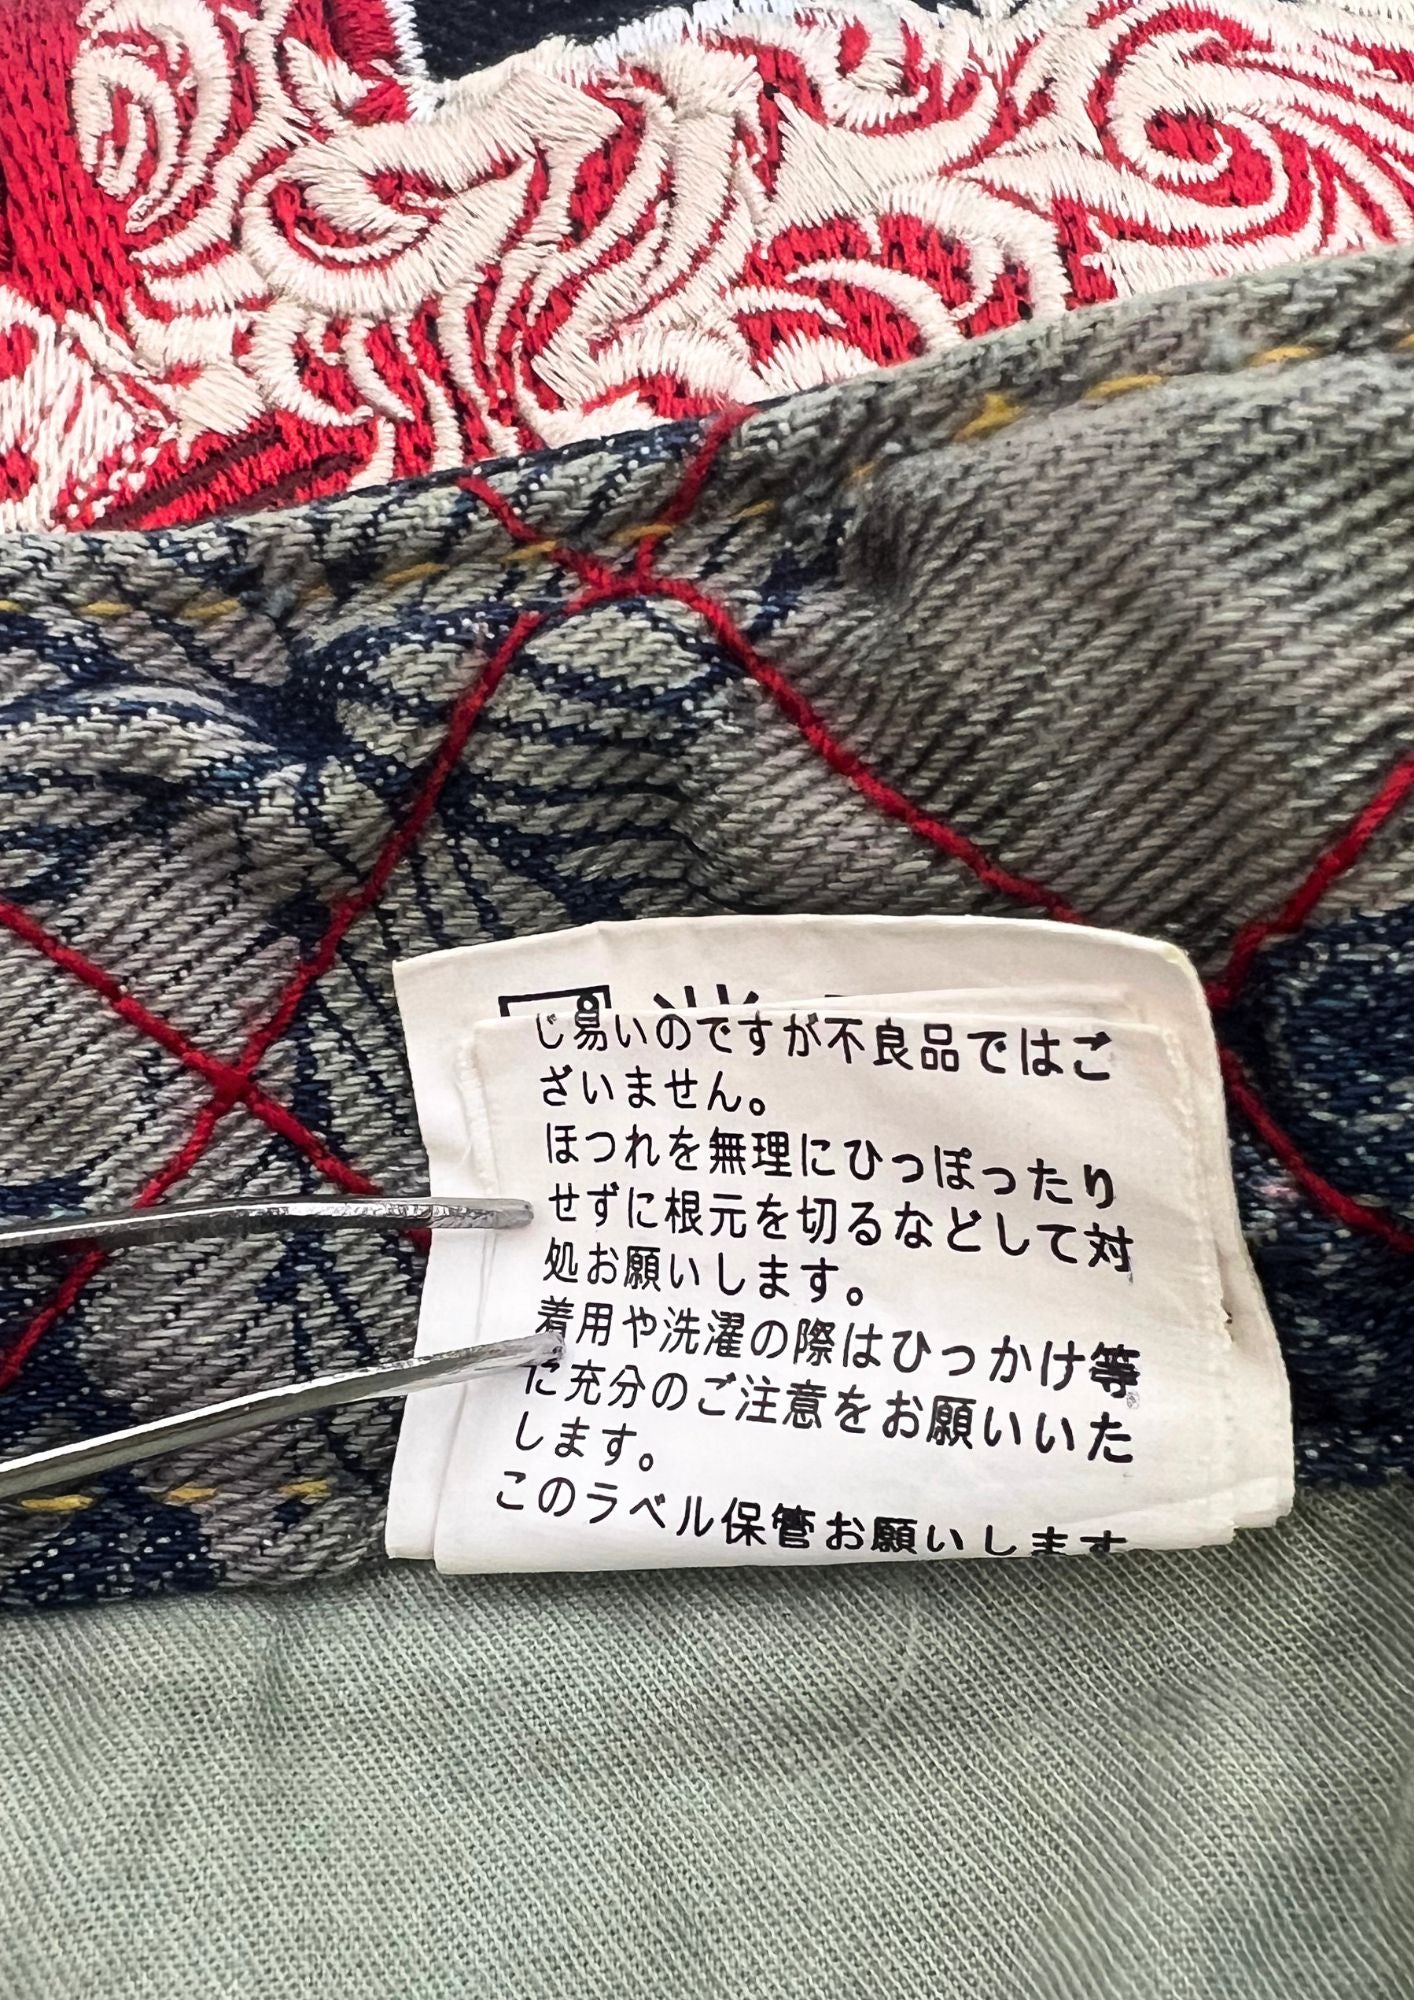 じ易いのですが不良品ではご
ざいません。
ほつれを無理にひっぱったり
せずに根元を切るなどして対
処お願いします。
着用や洗濯の際はひっかけ等
に充分のご注意をお願いいた
します。
このラベル保管お願いします